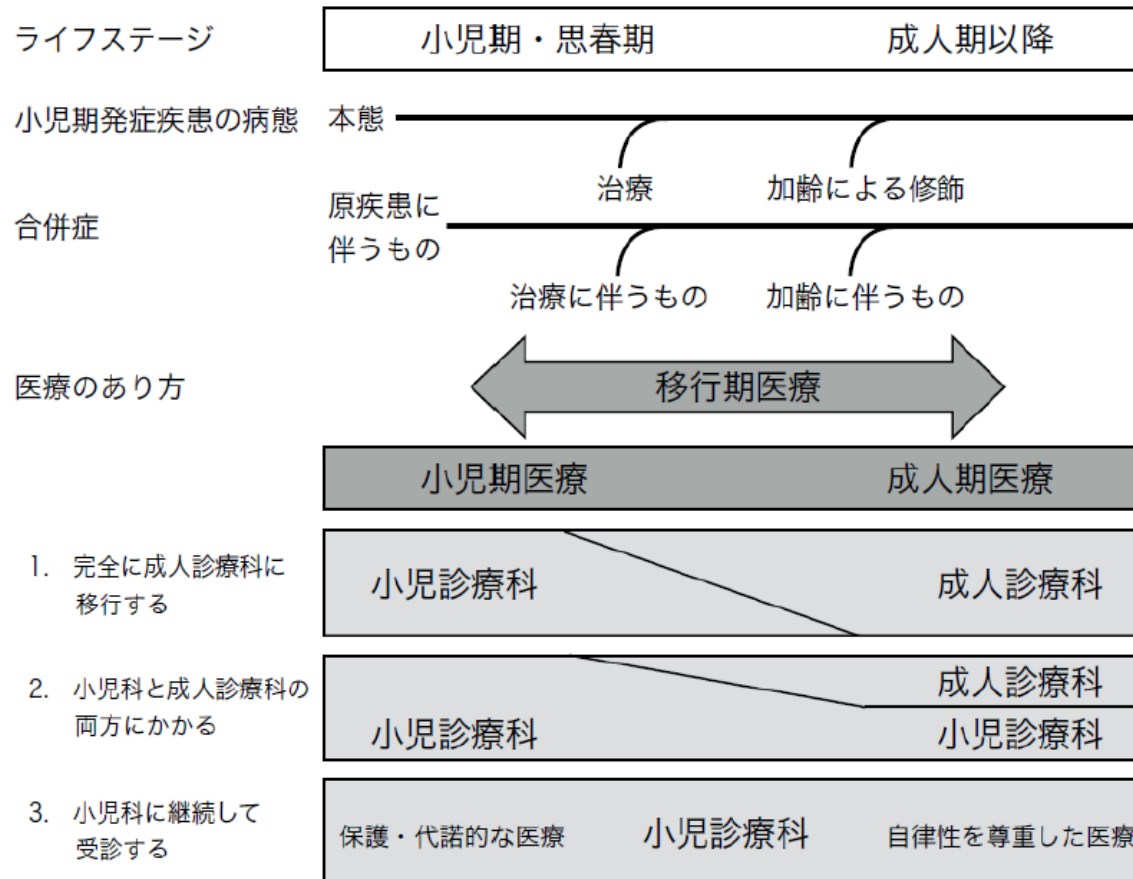 ライフステージ
小児期・思春期
成人期以降
小児期発症疾患の病態
本態
治療
加齢による修飾
合併症
原疾患に
伴うもの
治療に伴うもの
加齢に伴うもの
医療のあり方
移行期医療
小児期医療
成人期医療
1. 完全に成人診療科に
移行する
小児診療科
成人診療科
2. 小児科と成人診療科の
両方にかかる
成人診療科
小児診療科
小児診療科
3. 小児科に継続して
受診する
保護・代諾的な医療
小児診療科
自律性を尊重した医療